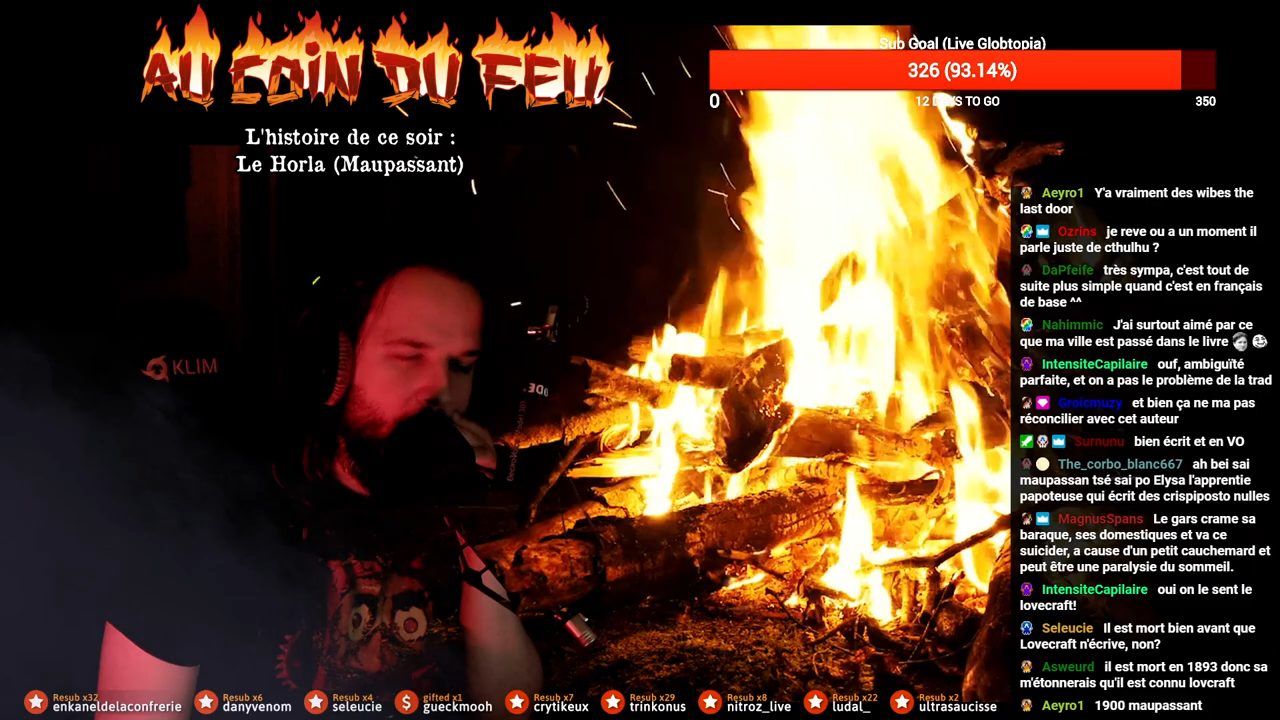 AU COIN DU FEU
L'histoire de ce soir :
Le Horla (Maupassant)
Sub Goal (Live Globtopia)
326 (93.14%)
0
350
KLIM
Aeyro1 Y'a vraiment des wibes the
last door
Ozrins je reve ou a un moment il
parle juste de cthulhu ?
DaPfeife très sympa, c'est tout de
suite plus simple quand c'est en français
de base ^^
Nahimmic J'ai surtout aimé par ce
que ma ville est passé dans le livre
IntensiteCapilaire ouf, ambiguïté
parfaite, et on a pas le problème de la trad
Groicmuzy et bien ça ne ma pas
réconcilier avec cet auteur
Surnunu bien écrit et en VO
The_corbo_blanc667 ah bei sai
maupassan tsé sai po Elysa l'apprentie
papoteuse qui écrit des crispiposto nulles
MagnusSpans Le gars crame sa
baraque, ses domestiques et va ce
suicider, a cause d'un petit cauchemard et
peut être une paralysie du sommeil.
IntensiteCapilaire oui on le sent le
lovecraft!
Seleucie Il est mort bien avant que
Lovecraft n'écrive, non?
Asweurd il est mort en 1893 donc sa
m'étonnerais qu'il est connu lovcraft
Aeyro1 1900 maupassant
Resub x32
enkaneldelaconfrerie
Resub x6
danyvenom
Resub x4
seleucie
gifted x1
gueckmooh
Resub x7
crytikeux
Resub x29
trinkonus
Resub x8
nitroz_live
Resub x22
ludal_
Resub x2
ultrasaucisse